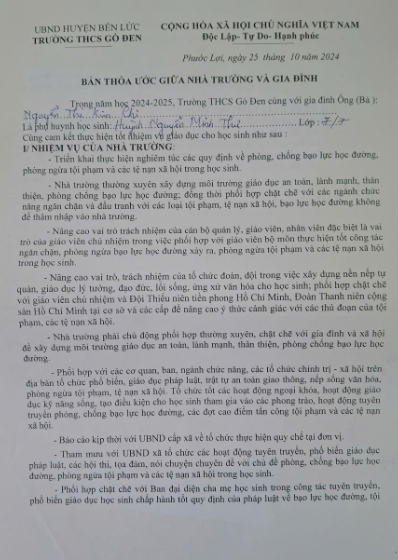 UBND HUYỆN BẾN LỨC
TRƯỜNG THCS GÒ ĐEN
CỘNG HÒA XÃ HỘI CHỦ NGHĨA VIỆT NAM
Độc Lập- Tự Do- Hạnh phúc
Phước Lợi, ngày 25 tháng 10 năm 2024
BẢN THỎA ƯỚC GIỮA NHÀ TRƯỜNG VÀ GIA ĐÌNH
Trong năm học 2024-2025, Trường THCS Gò Đen cùng với gia đình Ông (Bà ):
Nguyễn Thị Kim Chi
Là phụ huynh học sinh: Huỳnh Nguyễn Minh Thư Lớp : 7/7
Cùng cam kết thực hiện tốt nhiệm vụ giáo dục cho học sinh như sau :
I/ NHIỆM VỤ CỦA NHÀ TRƯỜNG:
- Triển khai thực hiện nghiêm túc các quy định về phòng, chống bạo lực học đường,
phòng ngừa tội phạm và các tệ nạn xã hội trong học sinh.
- Nhà trường thường xuyên xây dựng môi trường giáo dục an toàn, lành mạnh, thân
thiện, phòng chống bạo lực học đường; đồng thời phối hợp chặt chẽ với các ngành chức
năng ngăn chặn và đấu tranh với các loại tội phạm, tệ nạn xã hội, bạo lực học đường không
để thâm nhập vào nhà trường.
- Nâng cao vai trò trách nhiệm của cán bộ quản lý, giáo viên, nhân viên đặc biệt là vai
trò của giáo viên chủ nhiệm trong việc phối hợp với giáo viên bộ môn thực hiện tốt công tác
ngăn chặn, phòng ngừa bạo lực học đường xảy ra, phòng ngừa tội phạm và các tệ nạn xã hội
trong học sinh.
- Nâng cao vai trò, trách nhiệm của tổ chức đoàn, đội trong việc xây dựng nền nếp tự
quản, giáo dục lý tưởng, đạo đức, lối sống, ứng xử văn hóa cho học sinh; phối hợp chặt chẽ
với giáo viên chủ nhiệm và Đội Thiếu niên tiền phong Hồ Chí Minh, Đoàn Thanh niên cộng
sản Hồ Chí Minh tại cơ sở và các cấp để nâng cao ý thức cảnh giác với các thủ đoạn của tội
phạm, các tệ nạn xã hội.
- Nhà trường phải chủ động phối hợp thường xuyên, chặt chẽ với gia đình và xã hội
để xây dựng môi trường giáo dục an toàn, lành mạnh, thân thiện, phòng chống bạo lực học
đường.
- Phối hợp với các cơ quan, ban, ngành chức năng, các tổ chức chính trị - xã hội trên
địa bàn tổ chức phổ biến, giáo dục pháp luật, trật tự an toàn giao thông, nếp sống văn hóa,
phòng ngừa tội phạm, tệ nạn xã hội. Tổ chức tốt các hoạt động ngoại khóa, hoạt động giáo
dục kỹ năng sống, tạo điều kiện cho học sinh tham gia vào các phong trào, hoạt động tuyên
truyền phòng, chống bạo lực học đường, các đợt cao điểm tấn công tội phạm và các tệ nạn
xã hội.
- Báo cáo kịp thời với UBND cấp xã về tổ chức thực hiện quy chế tại đơn vị.
- Tham mưu với UBND xã tổ chức các hoạt động tuyên truyền, phổ biến giáo dục
pháp luật, các hội thi, tọa đàm, nói chuyện chuyên đề với chủ đề phòng, chống bạo lực học
đường, phòng ngừa tội phạm và các tệ nạn xã hội trong học sinh.
- Phối hợp chặt chẽ với Ban đại diện cha mẹ học sinh trong công tác tuyên truyền,
phổ biến giáo dục học sinh chấp hành tốt quy định của pháp luật về bạo lực học đường, tội